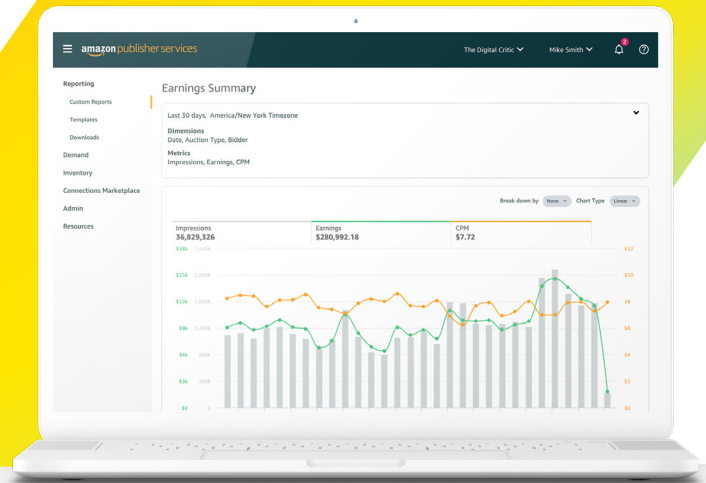 amazon publisher services
The Digital Critic
Mike Smith
2
Reporting
Custom Reports
Templates
Downloads
Demand
Inventory
Connections Marketplace
Admin
Resources
Earnings Summary
Last 30 days, America/New York Timezone
Dimensions
Date, Auction Type, Bidder
Metrics
Impressions, Earnings, CPM
Break down by None Chart Type Linear
Impressions
36,829,326
Earnings
$280,992.18
CPM
$7.72
$12
$15k
$10
$12k
$8
$9k
$6
$6k
$4
$3k
$2
$0 0 $0